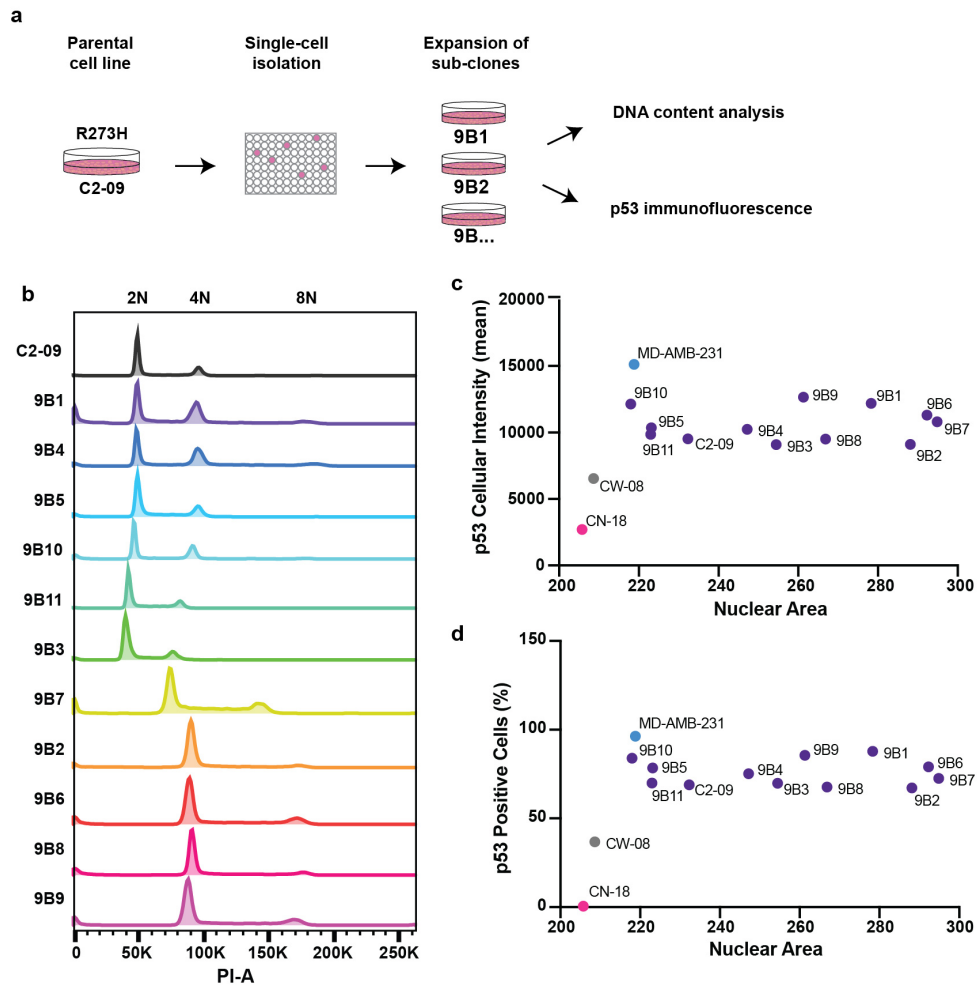 a
Parental
cell line
Single-cell
isolation
Expansion of
sub-clones
R273H
C2-09
9B1
9B2
9B...
DNA content analysis
p53 immunofluorescence
b
2N 4N 8N
C2-09
9B1
9B4
9B5
9B10
9B11
9B3
9B7
9B2
9B6
9B8
9B9
0 50K 100K 150K 200K 250K
PI-A
c
p53 Cellular Intensity (mean)
20000
15000
10000
5000
0
MD-AMB-231
9B10
9B5
9B11
C2-09
9B4
9B3
9B9
9B8
9B1
9B6
9B7
9B2
CW-08
CN-18
200 220 240 260 280 300
Nuclear Area
d
p53 Positive Cells (%)
150
100
50
0
MD-AMB-231
9B10
9B5
9B11
C2-09
9B4
9B3
9B9
9B8
9B1
9B6
9B7
9B2
CW-08
CN-18
200 220 240 260 280 300
Nuclear Area